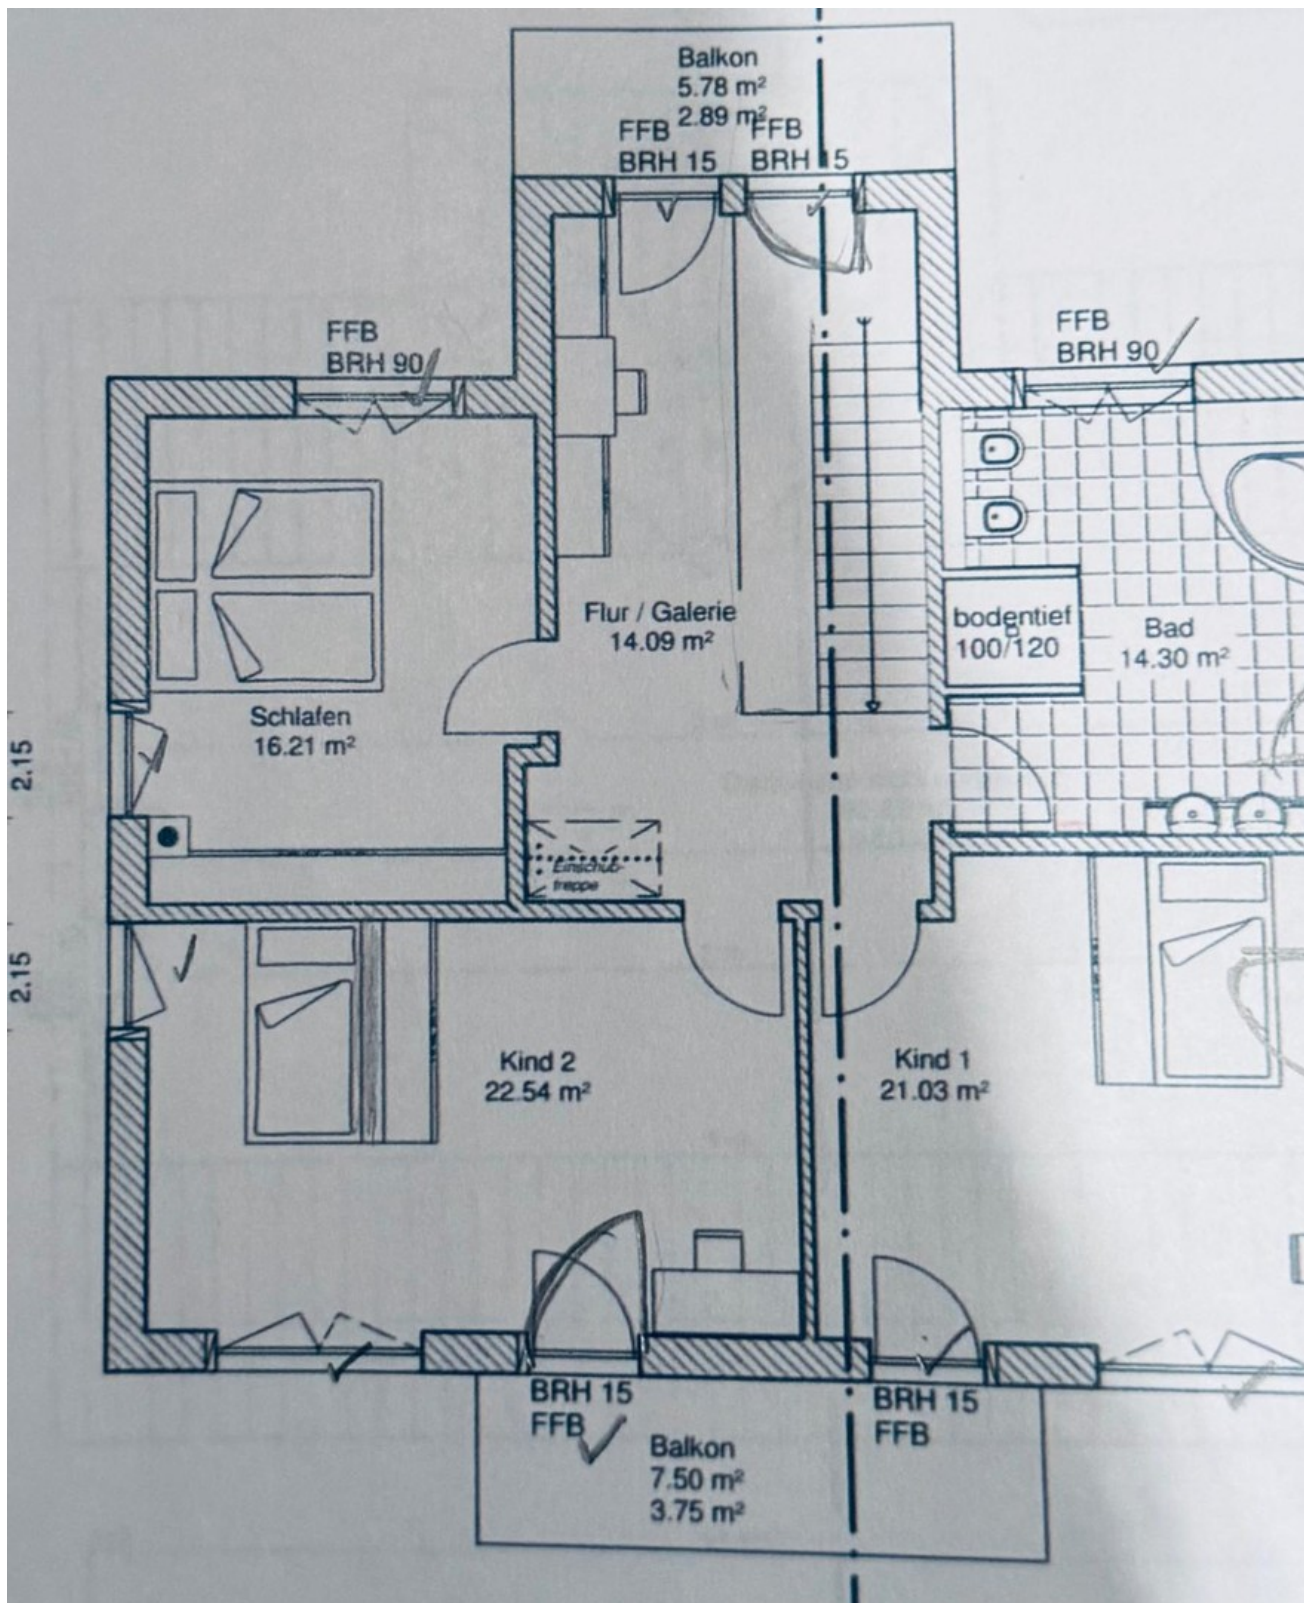 Balkon
5.78 m²
2.89 m²
FFB
BRH 15
FFB
BRH 15
FFB
BRH 90
FFB
BRH 90
Flur / Galerie
14.09 m²
bodentief
100/120
Bad
14.30 m²
Schlafen
16.21 m²
2.15
Einschub-
treppe
2.15
Kind 2
22.54 m²
Kind 1
21.03 m²
BRH 15
FFB
BRH 15
FFB
Balkon
7.50 m²
3.75 m²